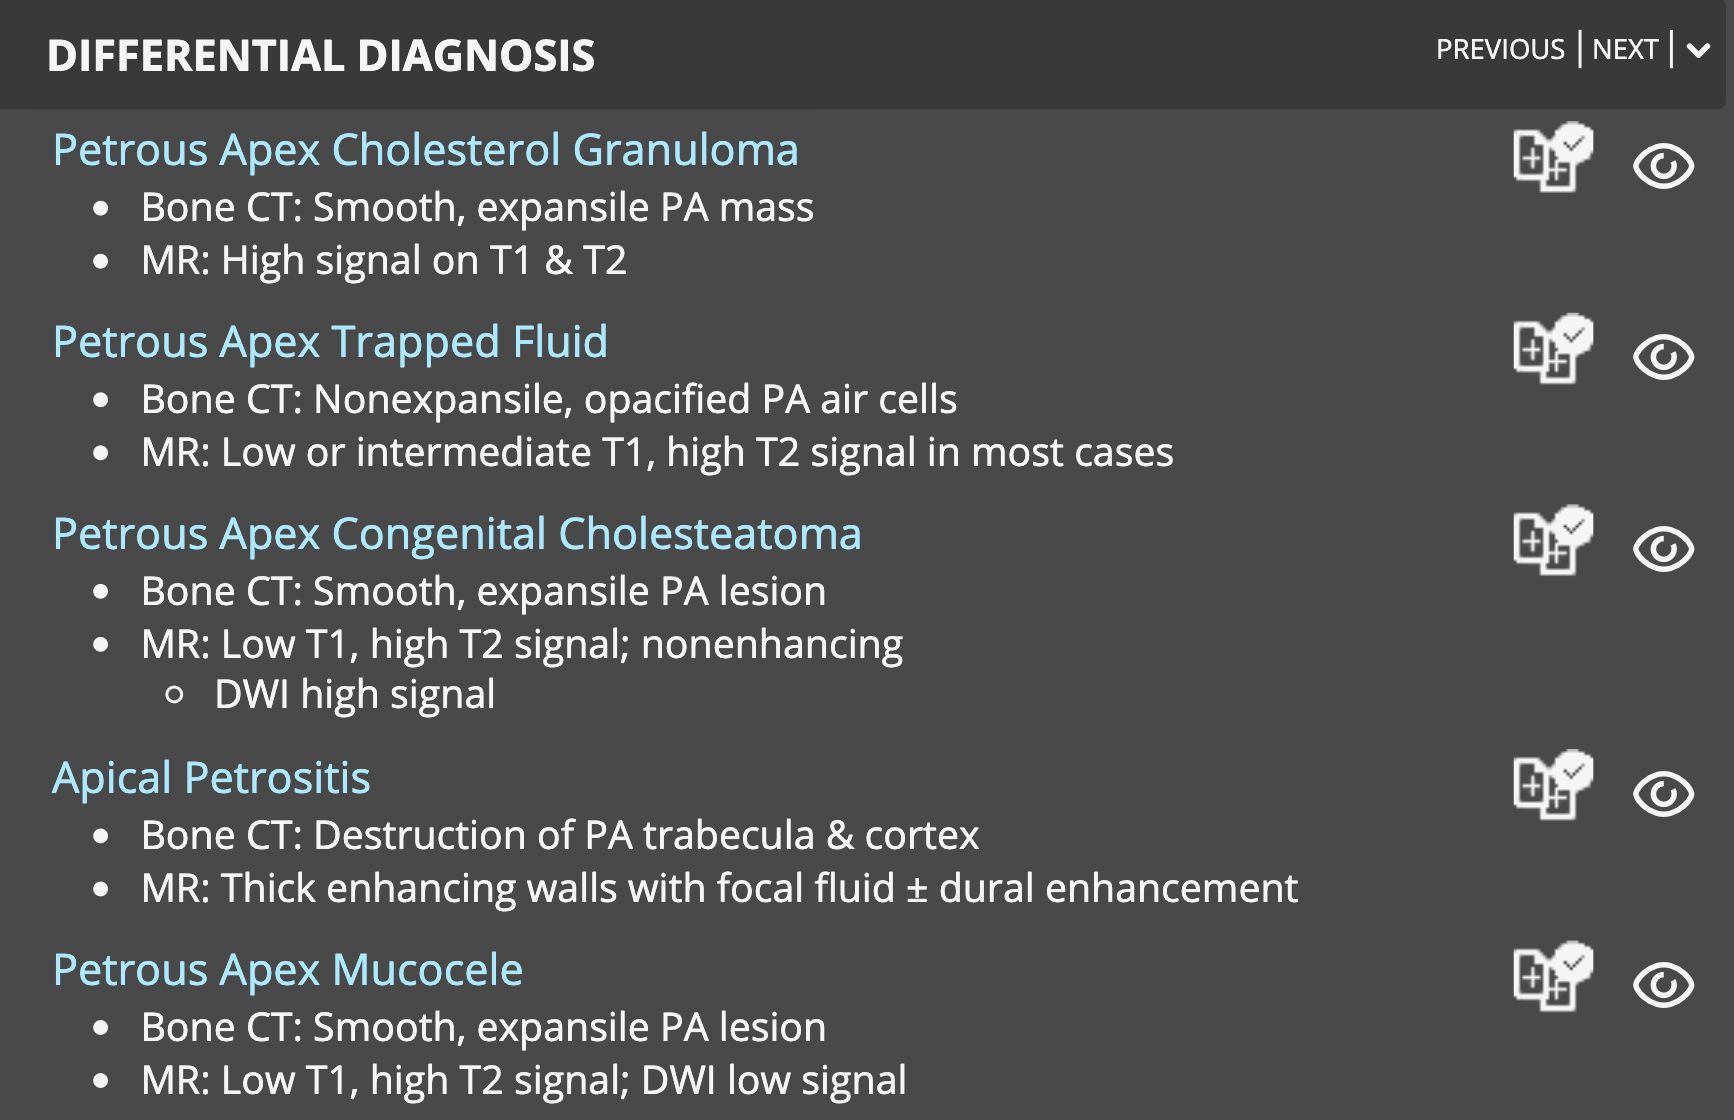 DIFFERENTIAL DIAGNOSIS
PREVIOUS | NEXT |
Petrous Apex Cholesterol Granuloma
• Bone CT: Smooth, expansile PA mass
• MR: High signal on T1 & T2
Petrous Apex Trapped Fluid
• Bone CT: Nonexpansile, opacified PA air cells
• MR: Low or intermediate T1, high T2 signal in most cases
Petrous Apex Congenital Cholesteatoma
• Bone CT: Smooth, expansile PA lesion
• MR: Low T1, high T2 signal; nonenhancing
○ DWI high signal
Apical Petrositis
• Bone CT: Destruction of PA trabecula & cortex
• MR: Thick enhancing walls with focal fluid ± dural enhancement
Petrous Apex Mucocele
• Bone CT: Smooth, expansile PA lesion
• MR: Low T1, high T2 signal; DWI low signal